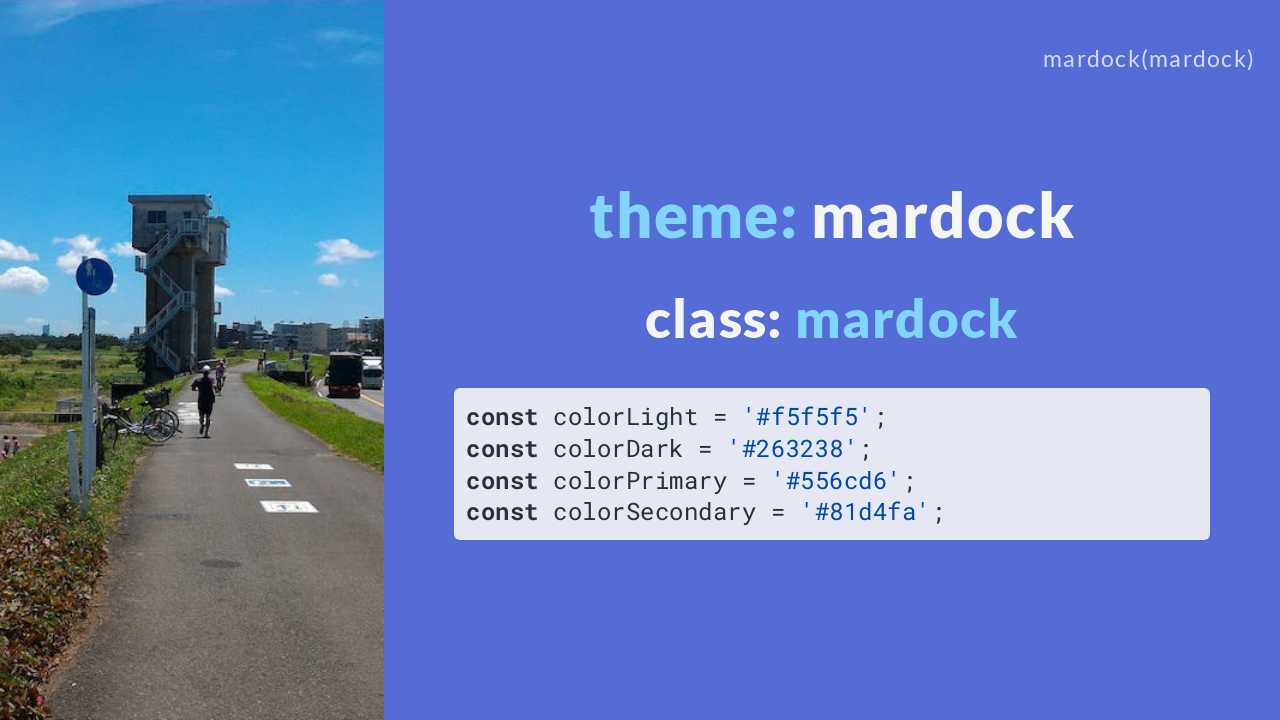 mardock(mardock)
theme: mardock
class: mardock
const colorLight = '#f5f5f5';
const colorDark = '#263238';
const colorPrimary = '#556cd6';
const colorSecondary = '#81d4fa';